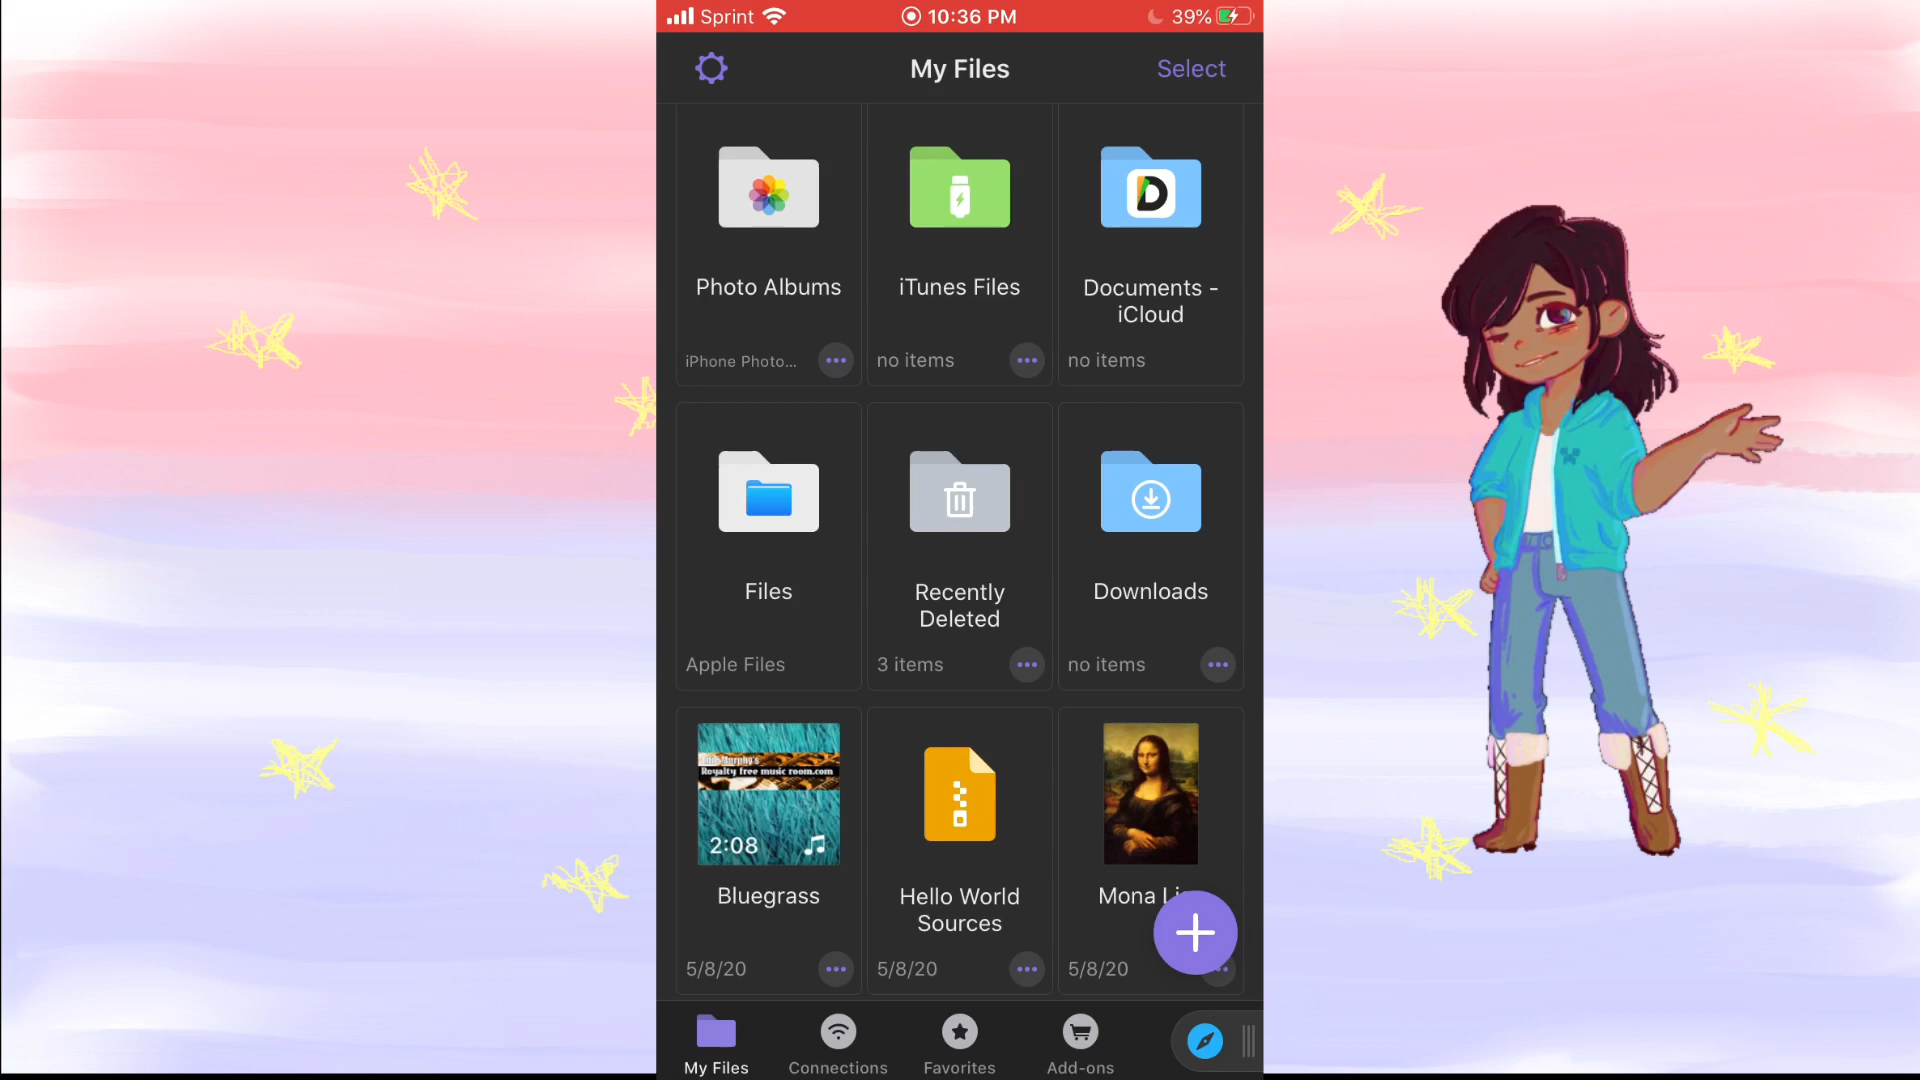 Sprint 10:36 PM 39%
My Files Select
Photo Albums
iPhone Photo...
iTunes Files
no items
Documents -
iCloud
no items
Files
Apple Files
Recently
Deleted
3 items
Downloads
no items
Royalty free music room.com
2:08
Bluegrass
5/8/20
Hello World
Sources
5/8/20
Mona Li
5/8/20
My Files Connections Favorites Add-ons